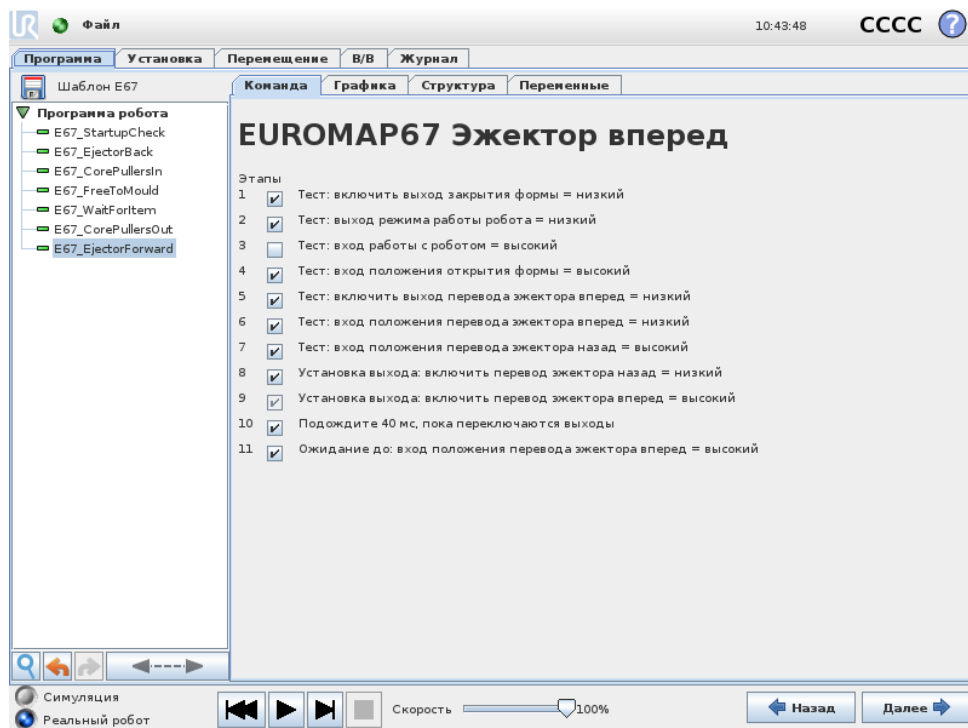 UR Файл 10:43:48 CCCC ?
Программа Установка Перемещение В/В Журнал
Шаблон E67 Команда Графика Структура Переменные
Программа робота
E67_StartupCheck
E67_EjectorBack
E67_CorePullersIn
E67_FreeToMould
E67_WaitForItem
E67_CorePullersOut
E67_EjectorForward
EUROMAP67 Эжектор вперед
Этапы
1 Тест: включить выход закрытия формы = низкий
2 Тест: выход режима работы робота = низкий
3 Тест: вход работы с роботом = высокий
4 Тест: вход положения открытия формы = высокий
5 Тест: включить выход перевода эжектора вперед = низкий
6 Тест: вход положения перевода эжектора вперед = низкий
7 Тест: вход положения перевода эжектора назад = высокий
8 Установка выхода: включить перевод эжектора назад = низкий
9 Установка выхода: включить перевод эжектора вперед = высокий
10 Подождите 40 мс, пока переключаются выходы
11 Ожидание до: вход положения перевода эжектора вперед = высокий
Симуляция
Реальный робот
Скорость 100%
Назад Далее